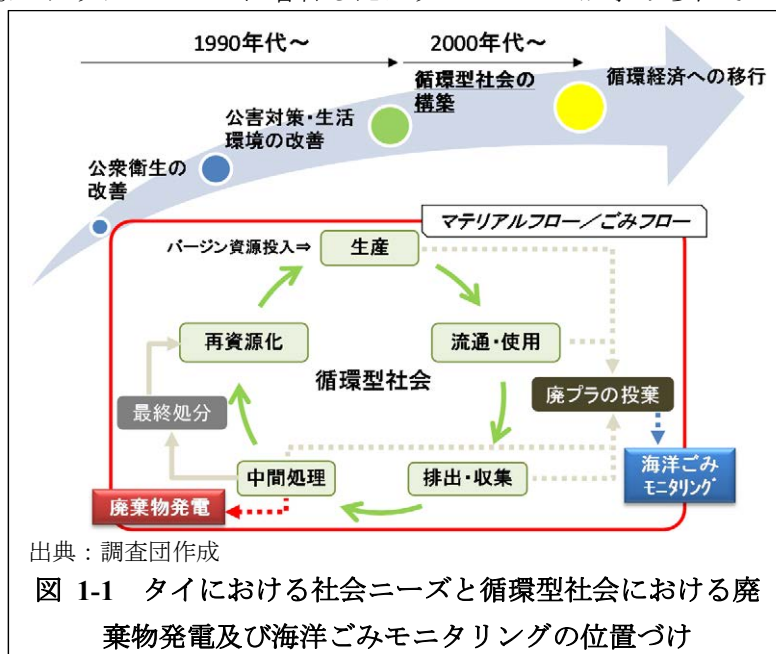 1990年代～
2000年代～
循環型社会の
構築
循環経済への移行
公害対策・生活
環境の改善
公衆衛生の
改善
マテリアルフロー／ごみフロー
バージン資源投入⇒
生産
再資源化
流通・使用
循環型社会
最終処分
廃プラの投棄
中間処理
排出・収集
海洋ごみ
モニタリング
廃棄物発電
出典：調査団作成
図 1-1 タイにおける社会ニーズと循環型社会における廃
棄物発電及び海洋ごみモニタリングの位置づけ